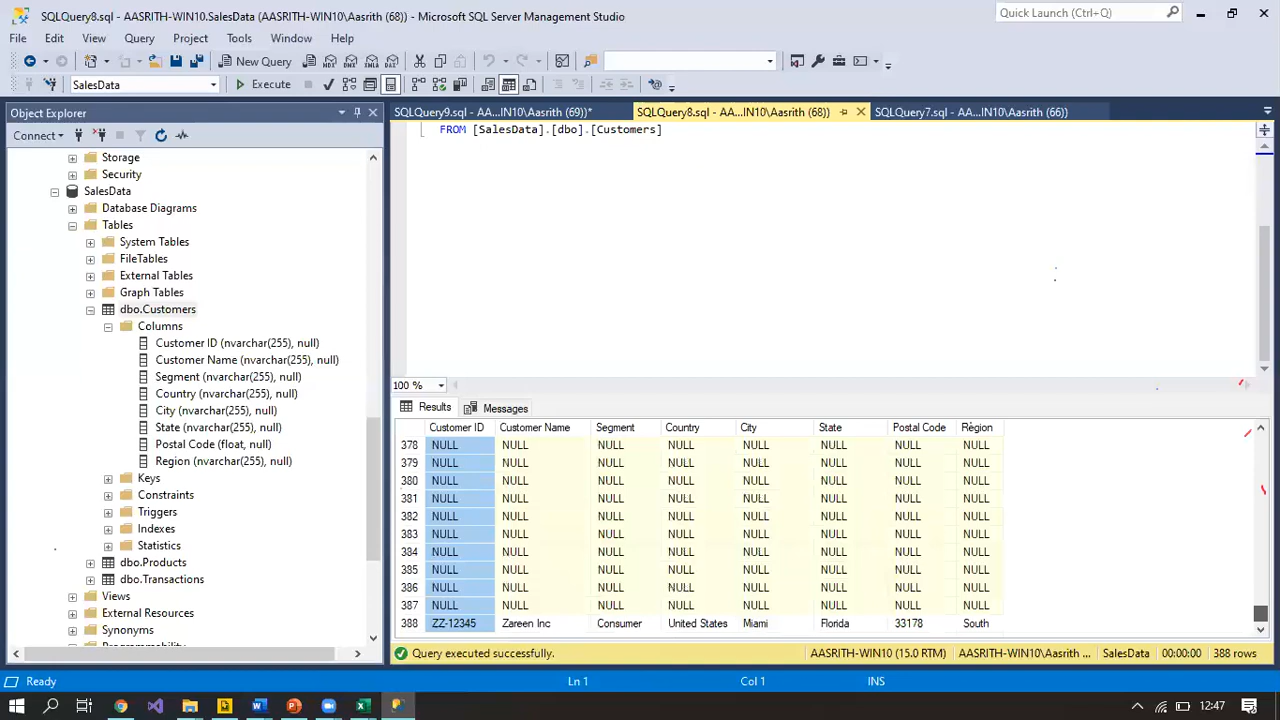 SQLQuery8.sql - AASRITH-WIN10.SalesData (AASRITH-WIN10\Aasrith (68)) - Microsoft SQL Server Management Studio
Quick Launch (Ctrl+Q)
File Edit View Query Project Tools Window Help
New Query
SalesData Execute
Object Explorer
SQLQuery9.sql - AA...IN10\Aasrith (69))* SQLQuery8.sql - AA...IN10\Aasrith (68)) SQLQuery7.sql - AA...IN10\Aasrith (66))
Connect
FROM [SalesData].[dbo].[Customers]
Storage
Security
SalesData
Database Diagrams
Tables
System Tables
FileTables
External Tables
Graph Tables
dbo.Customers
Columns
Customer ID (nvarchar(255), null)
Customer Name (nvarchar(255), null)
Segment (nvarchar(255), null)
Country (nvarchar(255), null)
City (nvarchar(255), null)
State (nvarchar(255), null)
Postal Code (float, null)
Region (nvarchar(255), null)
Keys
Constraints
Triggers
Indexes
Statistics
dbo.Products
dbo.Transactions
Views
External Resources
Synonyms
100 %
Results Messages
Customer ID Customer Name Segment Country City State Postal Code Region
378 NULL NULL NULL NULL NULL NULL NULL NULL
379 NULL NULL NULL NULL NULL NULL NULL NULL
380 NULL NULL NULL NULL NULL NULL NULL NULL
381 NULL NULL NULL NULL NULL NULL NULL NULL
382 NULL NULL NULL NULL NULL NULL NULL NULL
383 NULL NULL NULL NULL NULL NULL NULL NULL
384 NULL NULL NULL NULL NULL NULL NULL NULL
385 NULL NULL NULL NULL NULL NULL NULL NULL
386 NULL NULL NULL NULL NULL NULL NULL NULL
387 NULL NULL NULL NULL NULL NULL NULL NULL
388 ZZ-12345 Zareen Inc Consumer United States Miami Florida 33178 South
Query executed successfully. AASRITH-WIN10 (15.0 RTM) AASRITH-WIN10\Aasrith ... SalesData 00:00:00 388 rows
Ready Ln 1 Col 1 INS
12:47